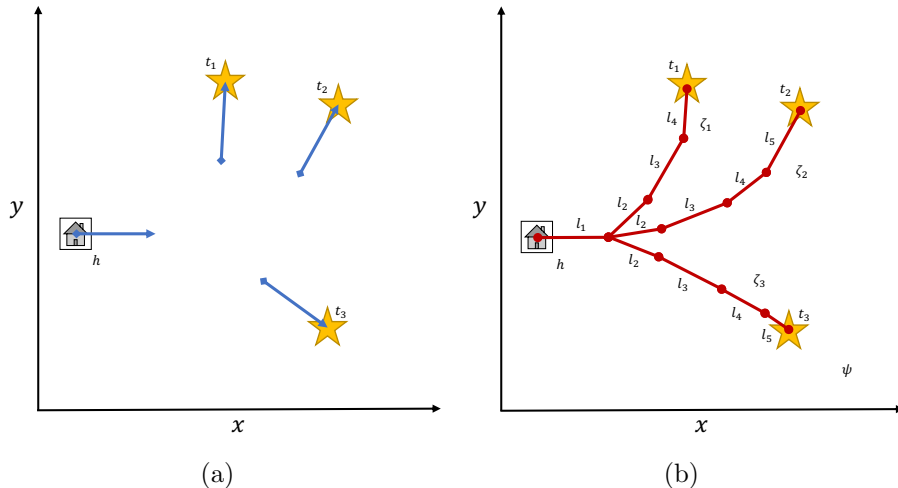 t₁
t₂
y
h
t₃
x
(a)
t₁
t₂
l₄
ζ₁
l₅
l₃
ζ₂
l₄
l₂
l₃
y
l₁
l₂
h
l₂
l₃
ζ₃
l₄
t₃
l₅
ψ
x
(b)